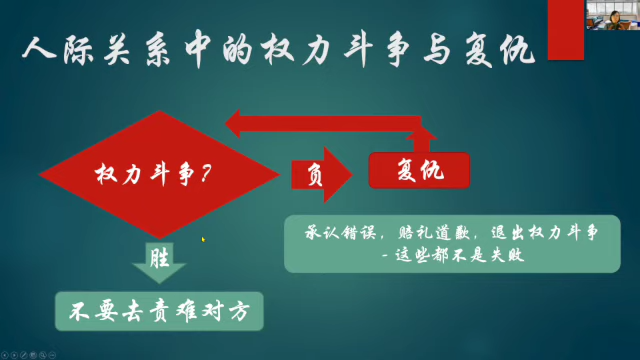 人际关系中的权力斗争与复仇
权力斗争?
负
复仇
胜
承认错误，赔礼道歉，退出权力斗争
- 这些都不是失败
不要去责难对方